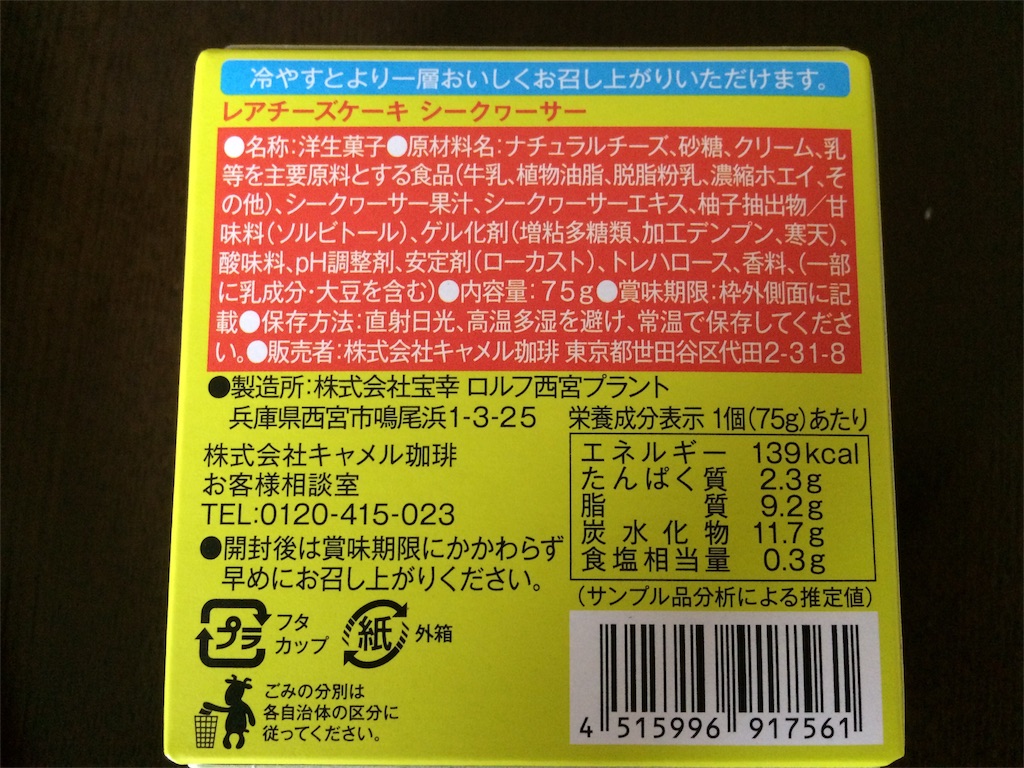 冷やすとより一層おいしくお召し上がりいただけます。
レアチーズケーキ シークヮーサー
●名称:洋生菓子●原材料名:ナチュラルチーズ、砂糖、クリーム、乳
等を主要原料とする食品(牛乳、植物油脂、脱脂粉乳、濃縮ホエイ、そ
の他)、シークヮーサー果汁、シークヮーサーエキス、柚子抽出物/甘
味料(ソルビトール)、ゲル化剤(増粘多糖類、加工デンプン、寒天)、
酸味料、pH調整剤、安定剤(ローカスト)、トレハロース、香料、(一部
に乳成分・大豆を含む)●内容量:75g●賞味期限:枠外側面に記
載●保存方法:直射日光、高温多湿を避け、常温で保存してくださ
い。●販売者:株式会社キャメル珈琲 東京都世田谷区代田2-31-8
●製造所:株式会社宝幸 ロルフ西宮プラント
兵庫県西宮市鳴尾浜1-3-25
株式会社キャメル珈琲
お客様相談室
TEL:0120-415-023
●開封後は賞味期限にかかわらず
早めにお召し上がりください。
栄養成分表示 1個(75g)あたり
エネルギー 139kcal
たんぱく質 2.3g
脂質 9.2g
炭水化物 11.7g
食塩相当量 0.3g
(サンプル品分析による推定値)
プラ フタ
カップ
紙 外箱
ごみの分別は
各自治体の区分に
従ってください。
4 515996 917561